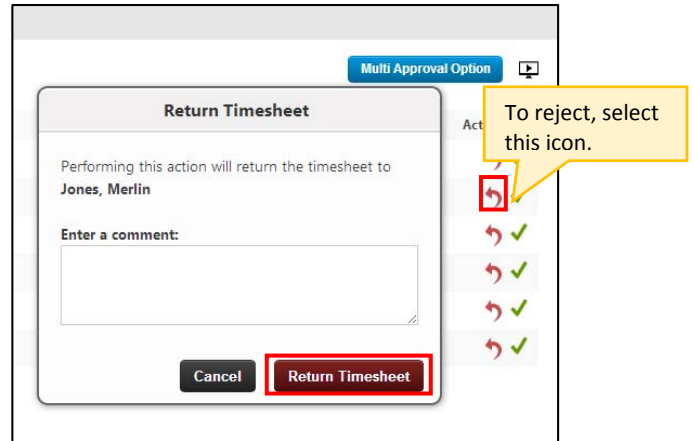 Multi Approval Option
Return Timesheet
To reject, select
this icon.
Performing this action will return the timesheet to
Jones, Merlin
Enter a comment:
Cancel
Return Timesheet